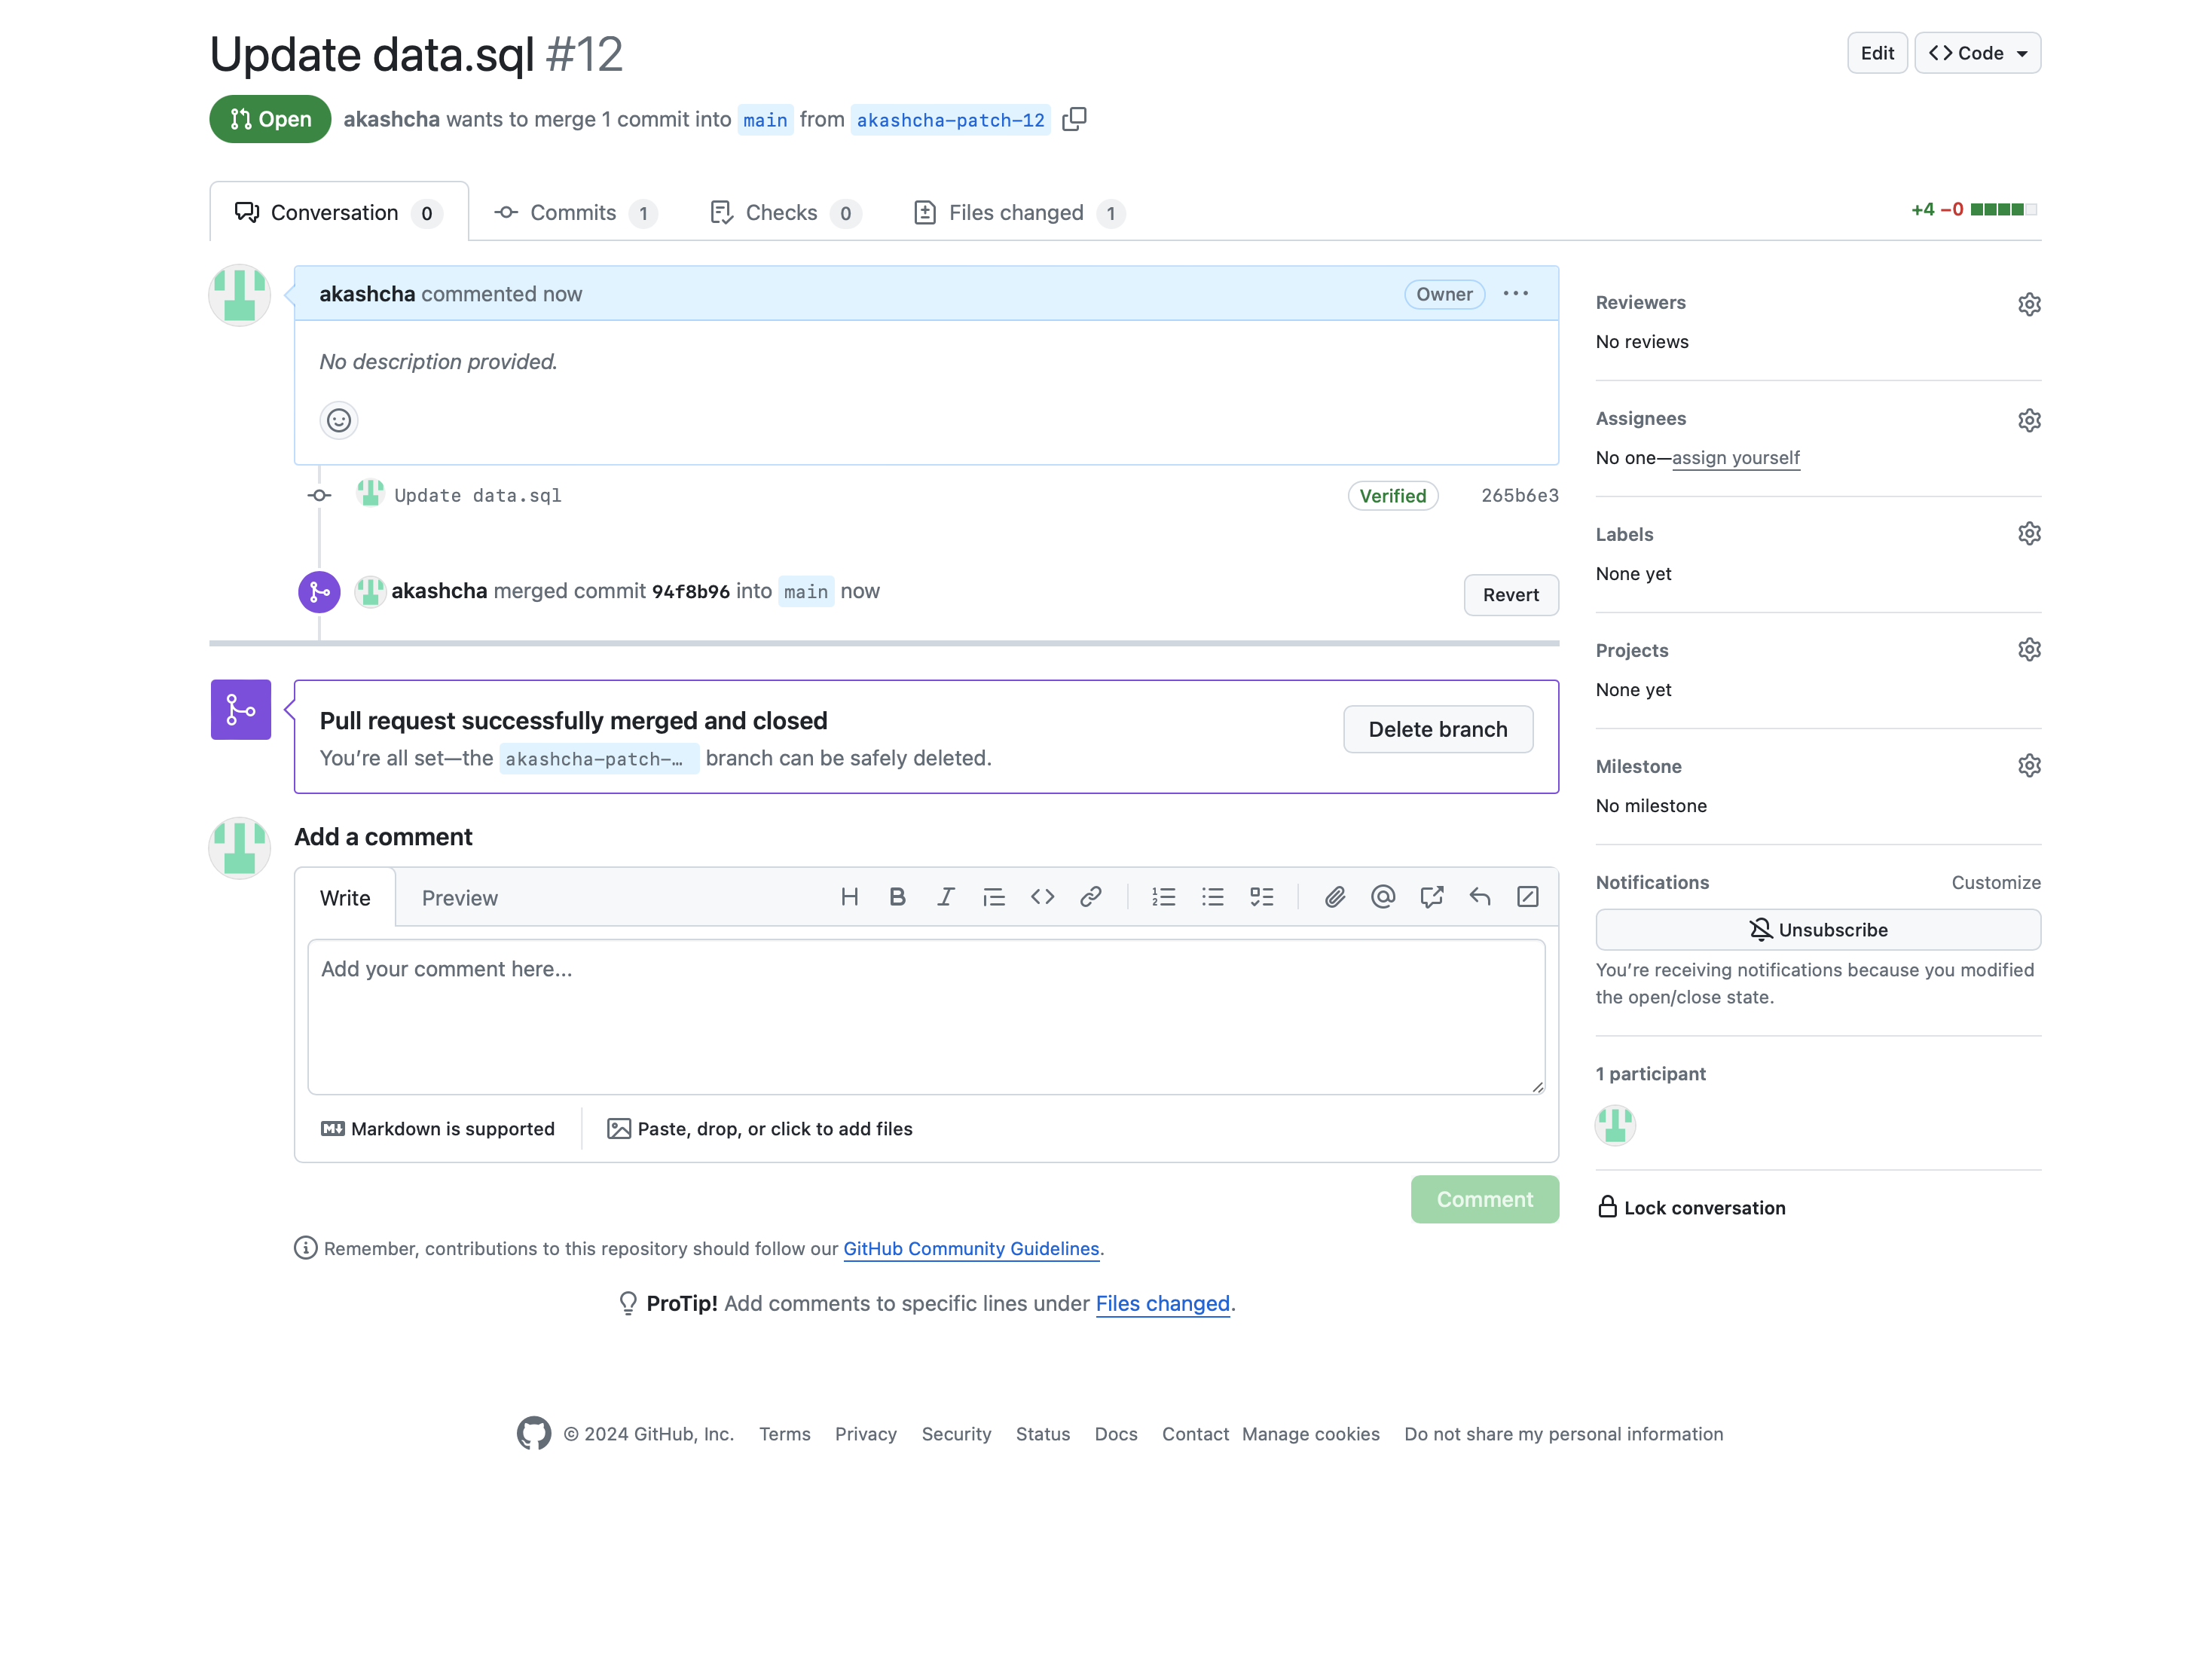 Update data.sql #12
Edit
Code
Open
akashcha wants to merge 1 commit into main from akashcha-patch-12
Conversation 0
Commits 1
Checks 0
Files changed 1
+4 −0
akashcha commented now
Owner
No description provided.
Update data.sql
Verified
265b6e3
akashcha merged commit 94f8b96 into main now
Revert
Pull request successfully merged and closed
You’re all set—the akashcha-patch-… branch can be safely deleted.
Delete branch
Add a comment
Write
Preview
Add your comment here...
Markdown is supported
Paste, drop, or click to add files
Comment
Remember, contributions to this repository should follow our GitHub Community Guidelines.
ProTip! Add comments to specific lines under Files changed.
Reviewers
No reviews
Assignees
No one—assign yourself
Labels
None yet
Projects
None yet
Milestone
No milestone
Notifications
Customize
Unsubscribe
You’re receiving notifications because you modified
the open/close state.
1 participant
Lock conversation
© 2024 GitHub, Inc.
Terms
Privacy
Security
Status
Docs
Contact
Manage cookies
Do not share my personal information